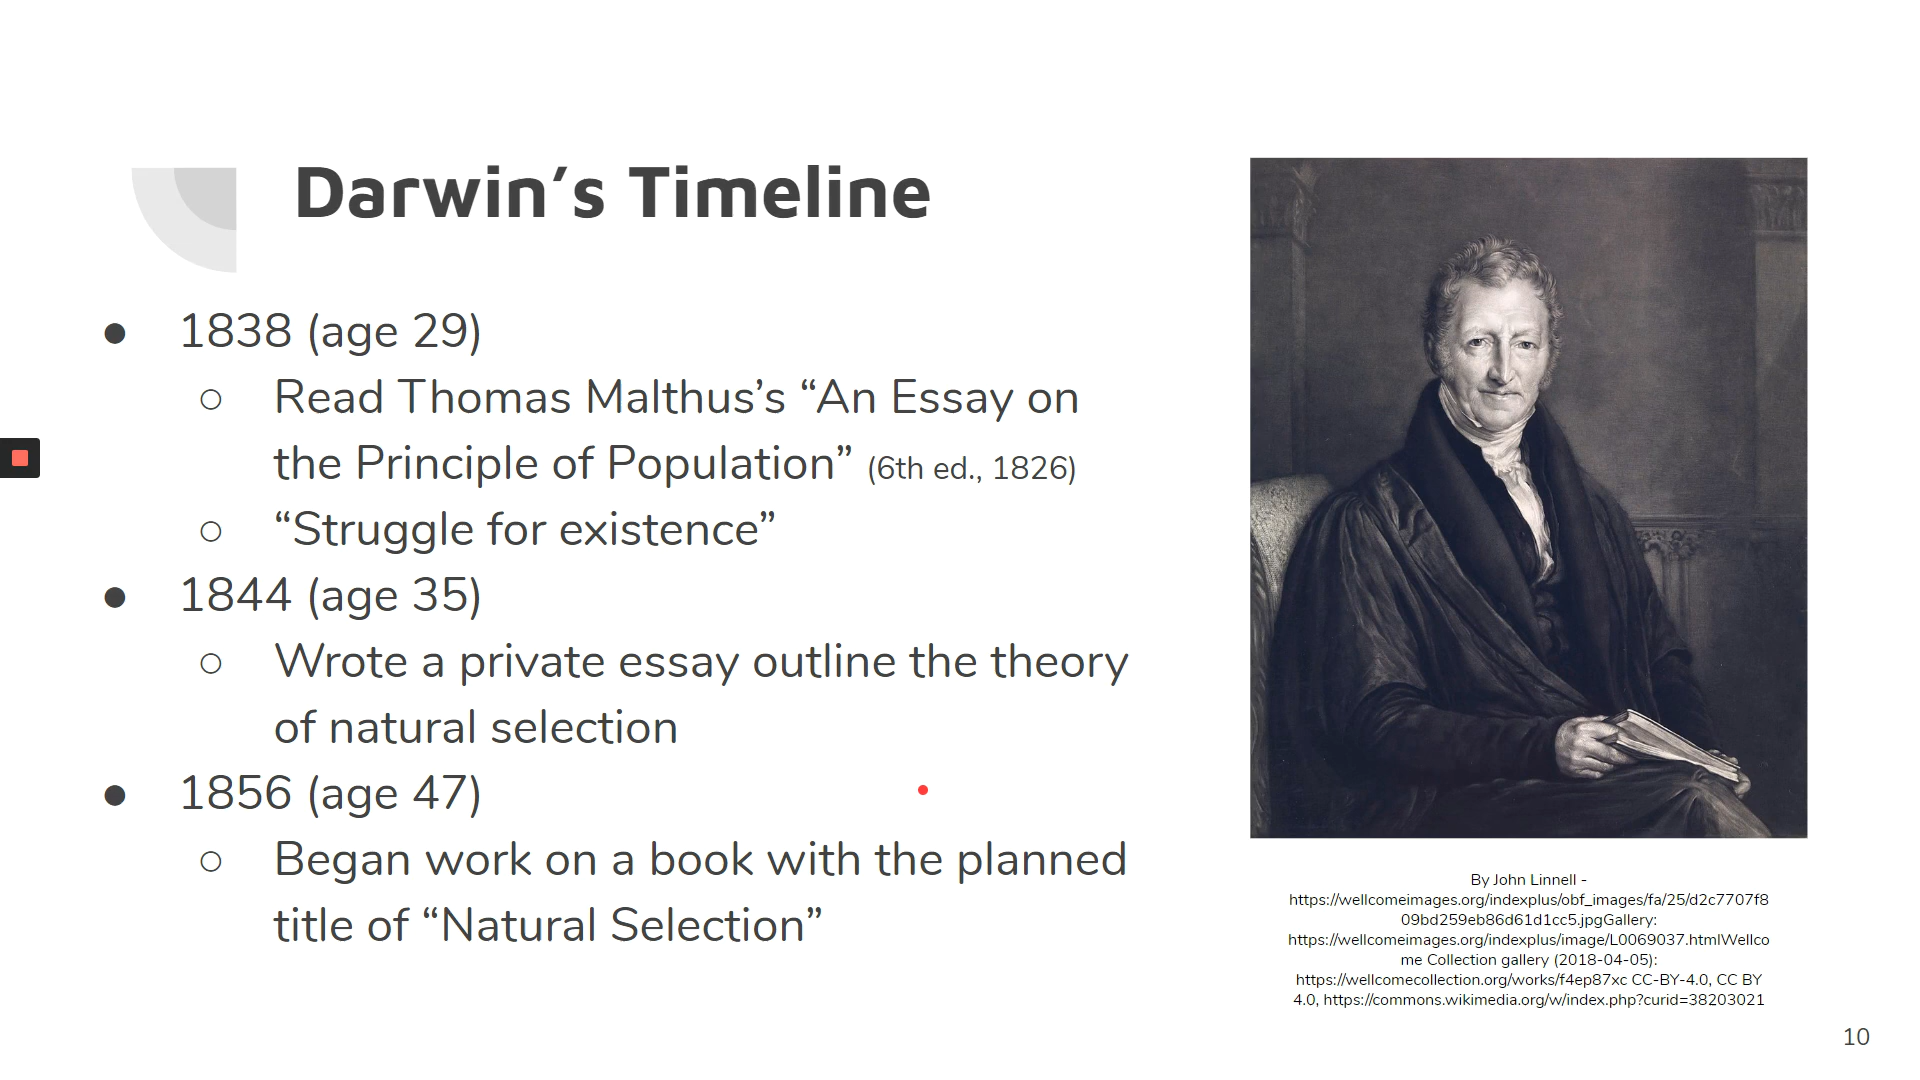 Darwin’s Timeline
● 1838 (age 29)
○ Read Thomas Malthus’s “An Essay on
the Principle of Population” (6th ed., 1826)
○ “Struggle for existence”
● 1844 (age 35)
○ Wrote a private essay outline the theory
of natural selection
● 1856 (age 47)
○ Began work on a book with the planned
title of “Natural Selection”
By John Linnell -
https://wellcomeimages.org/indexplus/obf_images/fa/25/d2c7707f8
09bd259eb86d61d1cc5.jpgGallery:
https://wellcomeimages.org/indexplus/image/L0069037.htmlWellco
me Collection gallery (2018-04-05):
https://wellcomecollection.org/works/f4ep87xc CC-BY-4.0, CC BY
4.0, https://commons.wikimedia.org/w/index.php?curid=38203021
10